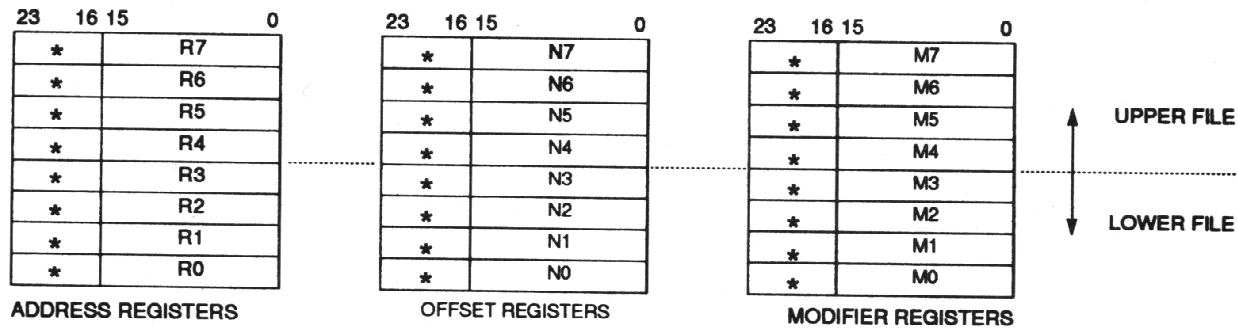 23 16 15 0 23 16 15 0 23 16 15 0
* R7 * N7 * M7
* R6 * N6 * M6
* R5 * N5 * M5 UPPER FILE
* R4 * N4 * M4
* R3 * N3 * M3
* R2 * N2 * M2 LOWER FILE
* R1 * N1 * M1
* R0 * N0 * M0
ADDRESS REGISTERS OFFSET REGISTERS MODIFIER REGISTERS